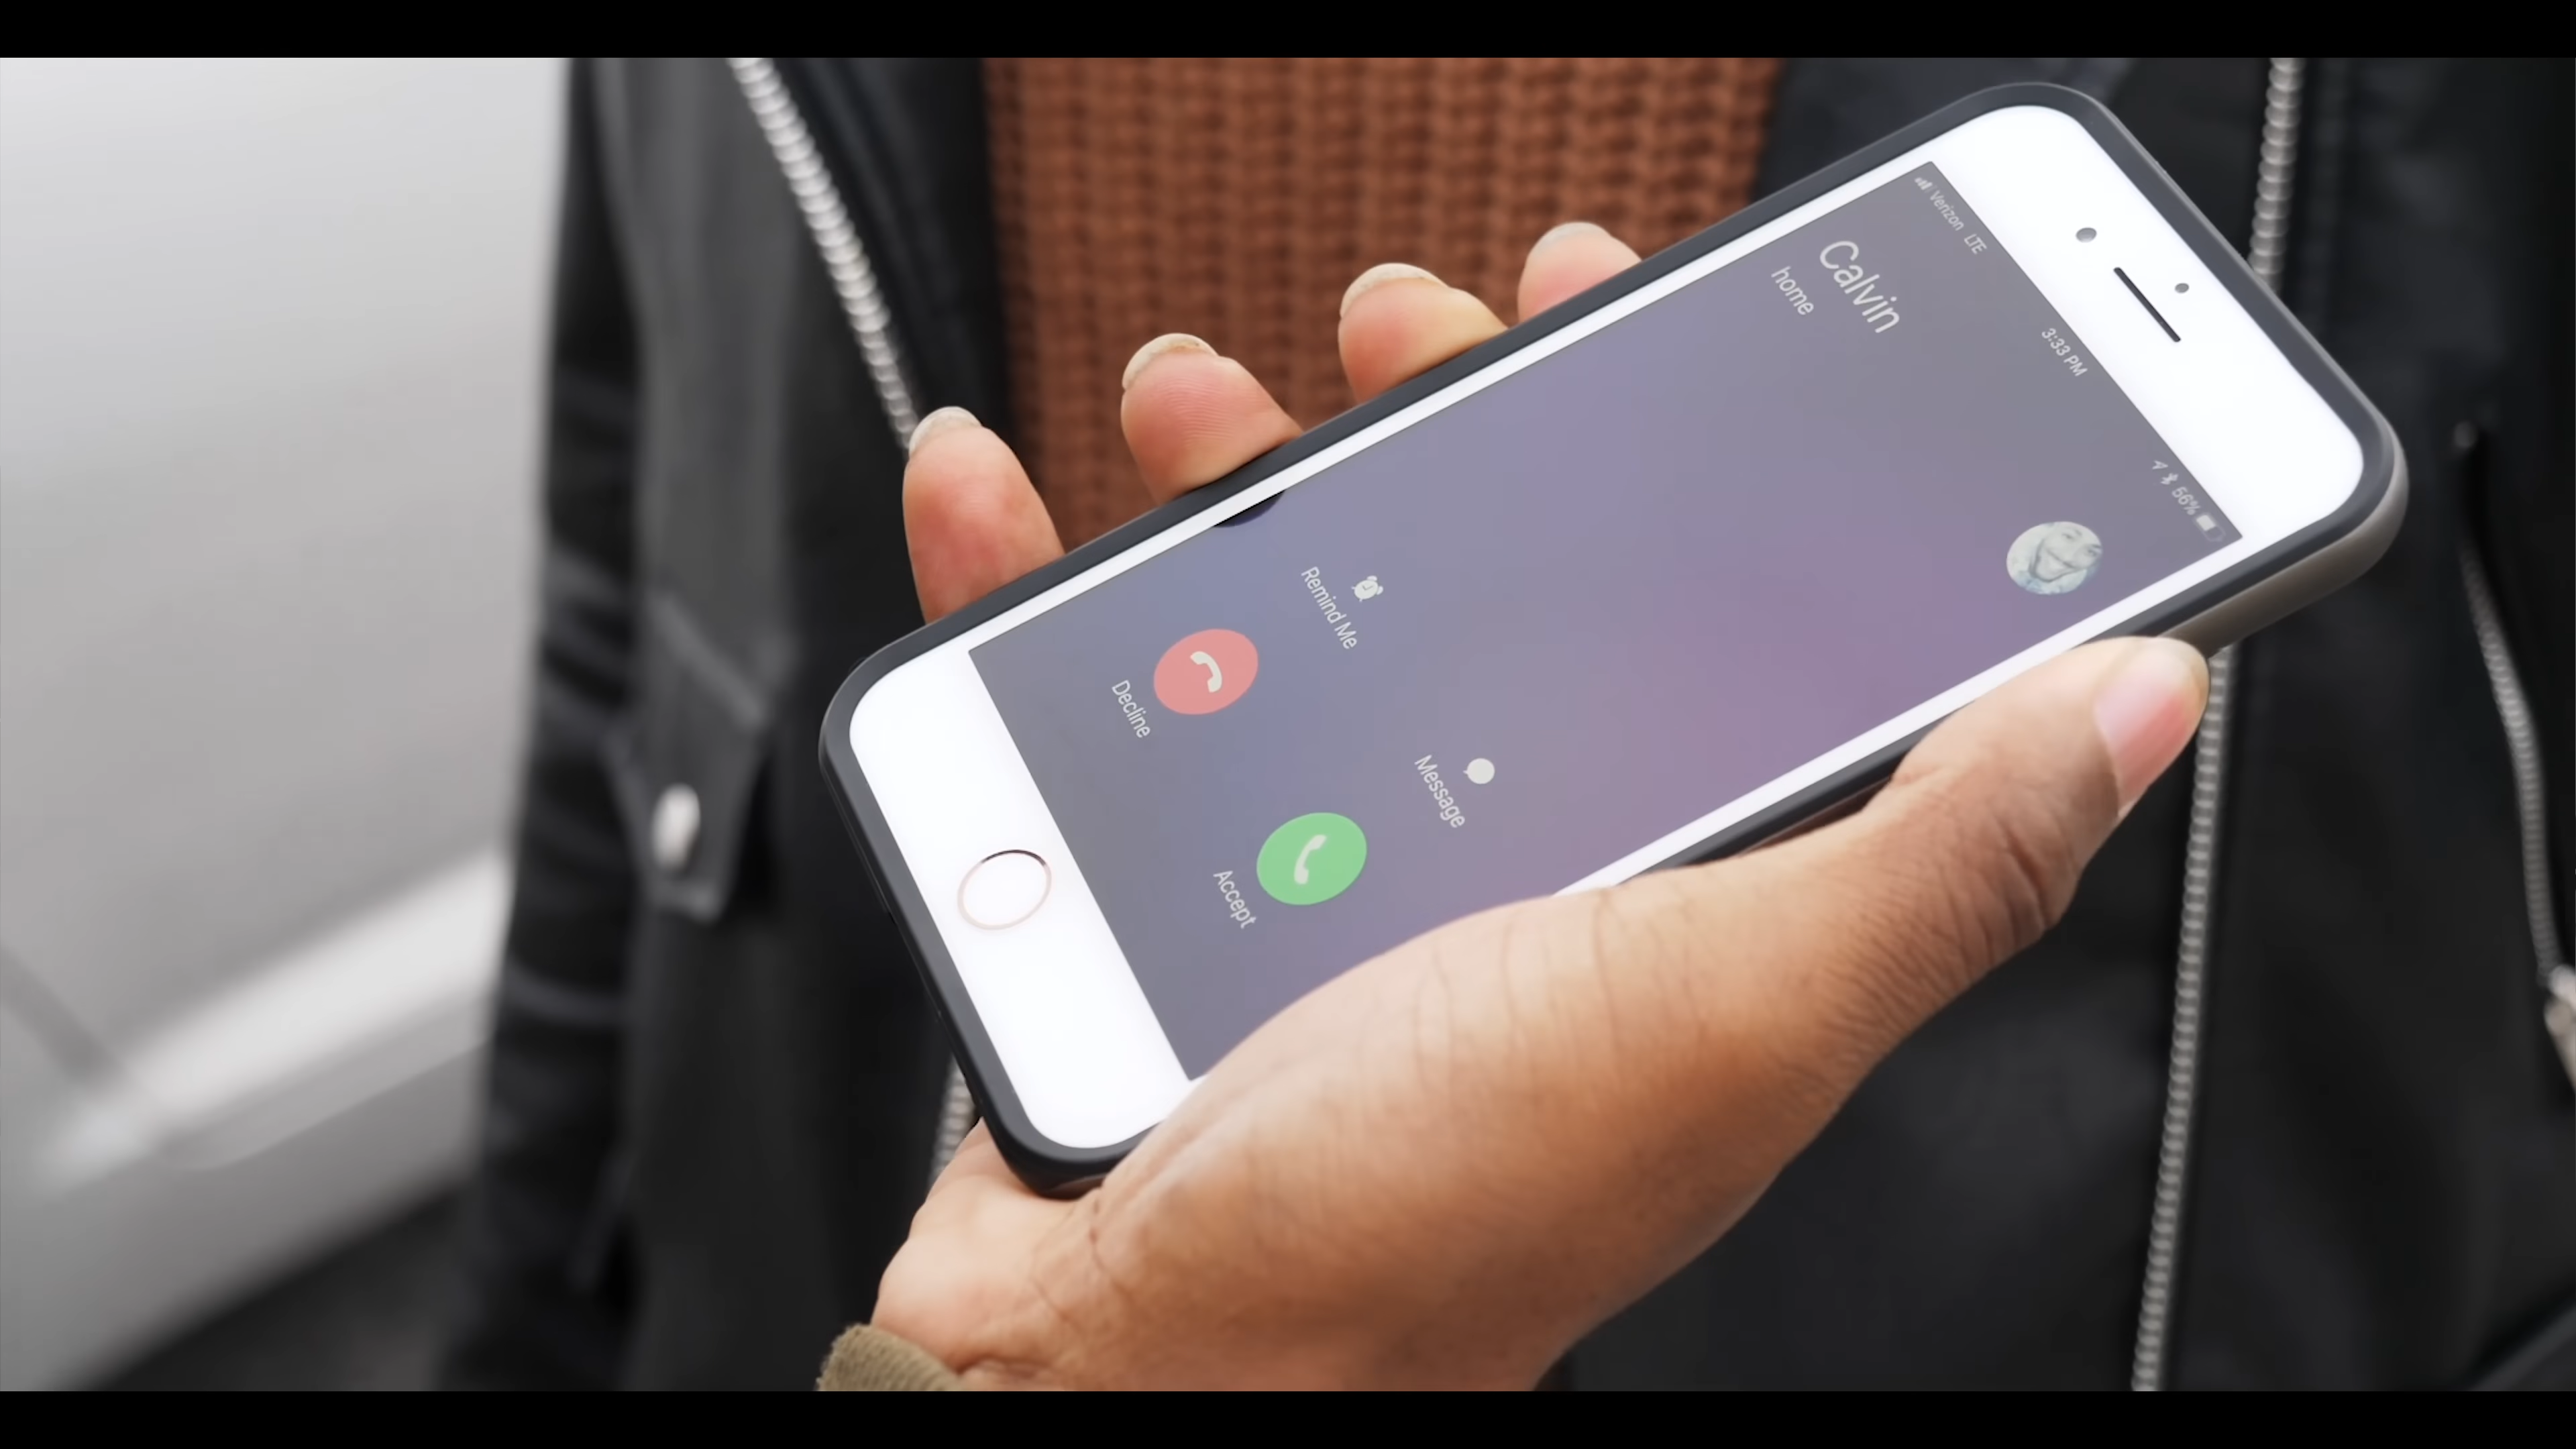 Verizon LTE 3:33 PM 56%
Calvin
home
Remind Me Message
Decline Accept